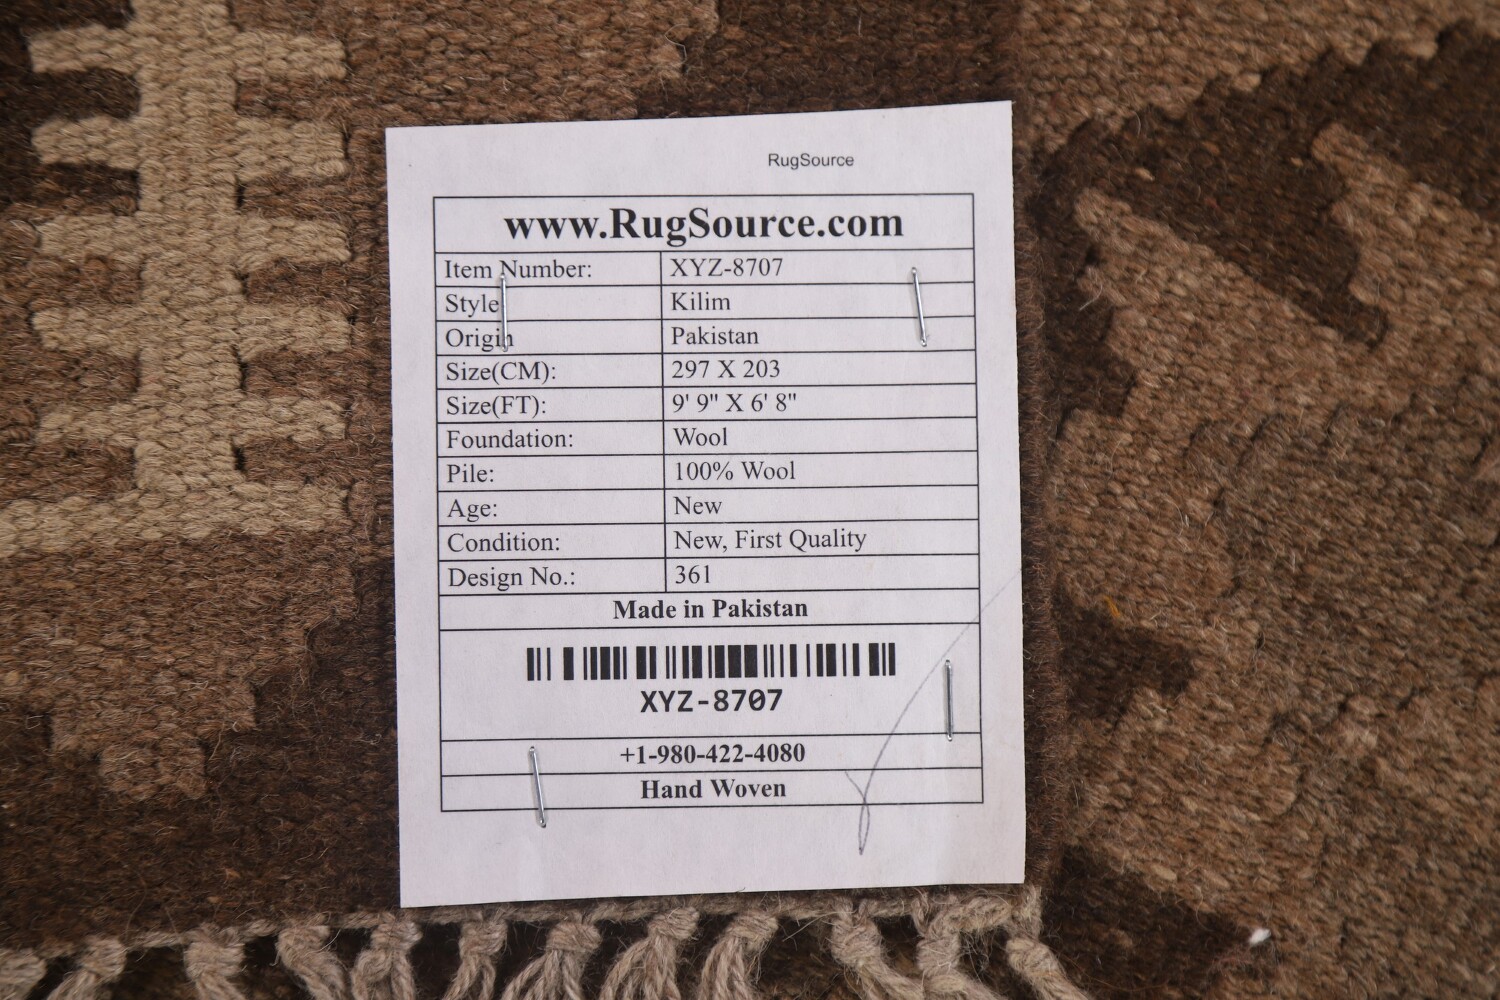 RugSource
www.RugSource.com
Item Number: XYZ-8707
Style Kilim
Origin Pakistan
Size(CM): 297 X 203
Size(FT): 9' 9" X 6' 8"
Foundation: Wool
Pile: 100% Wool
Age: New
Condition: New, First Quality
Design No.: 361
Made in Pakistan
XYZ-8707
+1-980-422-4080
Hand Woven